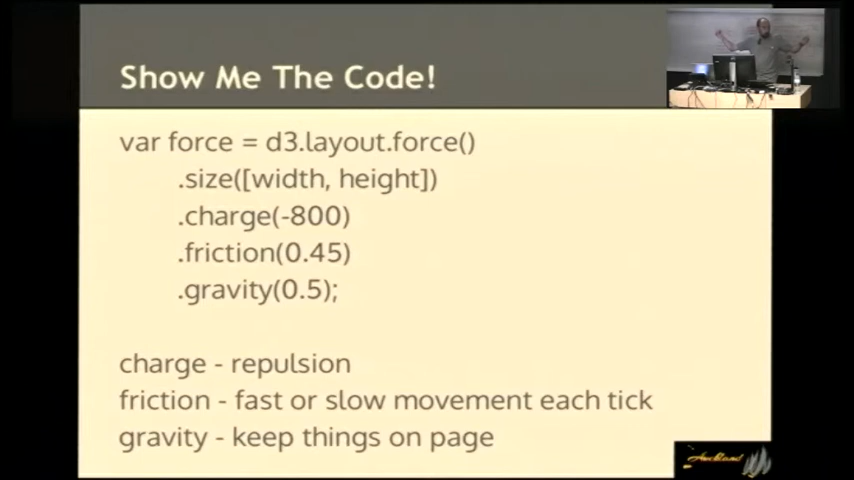 Show Me The Code!
var force = d3.layout.force()
.size([width, height])
.charge(-800)
.friction(0.45)
.gravity(0.5);
charge - repulsion
friction - fast or slow movement each tick
gravity - keep things on page
Auckland